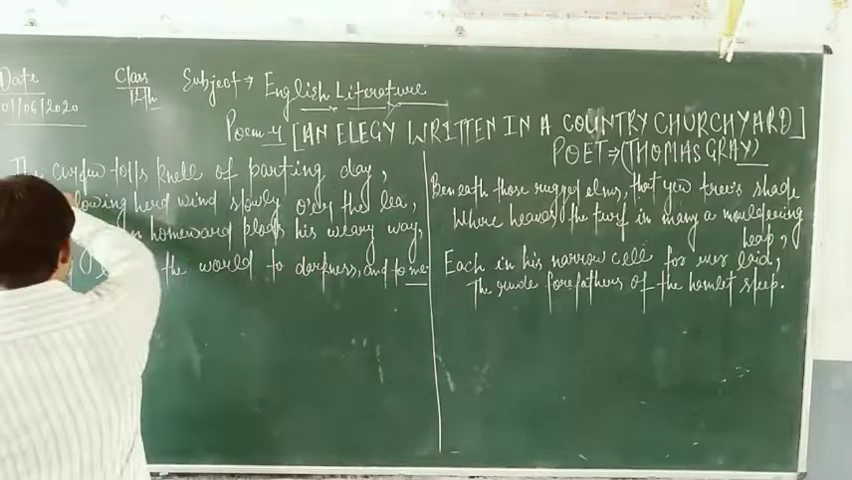 Date
01/06/2020
Class
12th
Subject → English Literature
Poem-4 [AN ELEGY WRITTEN IN A COUNTRY CHURCHYARD]
POET → (THOMAS GRAY)
The curfew tolls knell of parting day,
lowing herd wind slowly o'er the lea,
homeward plods his weary way,
the world to darkness, and to me.
Beneath those rugged elms, that yew tree's shade
Where heaves the turf in many a mouldering
heap,
Each in his narrow cell for ever laid,
The rude forefathers of the hamlet sleep.